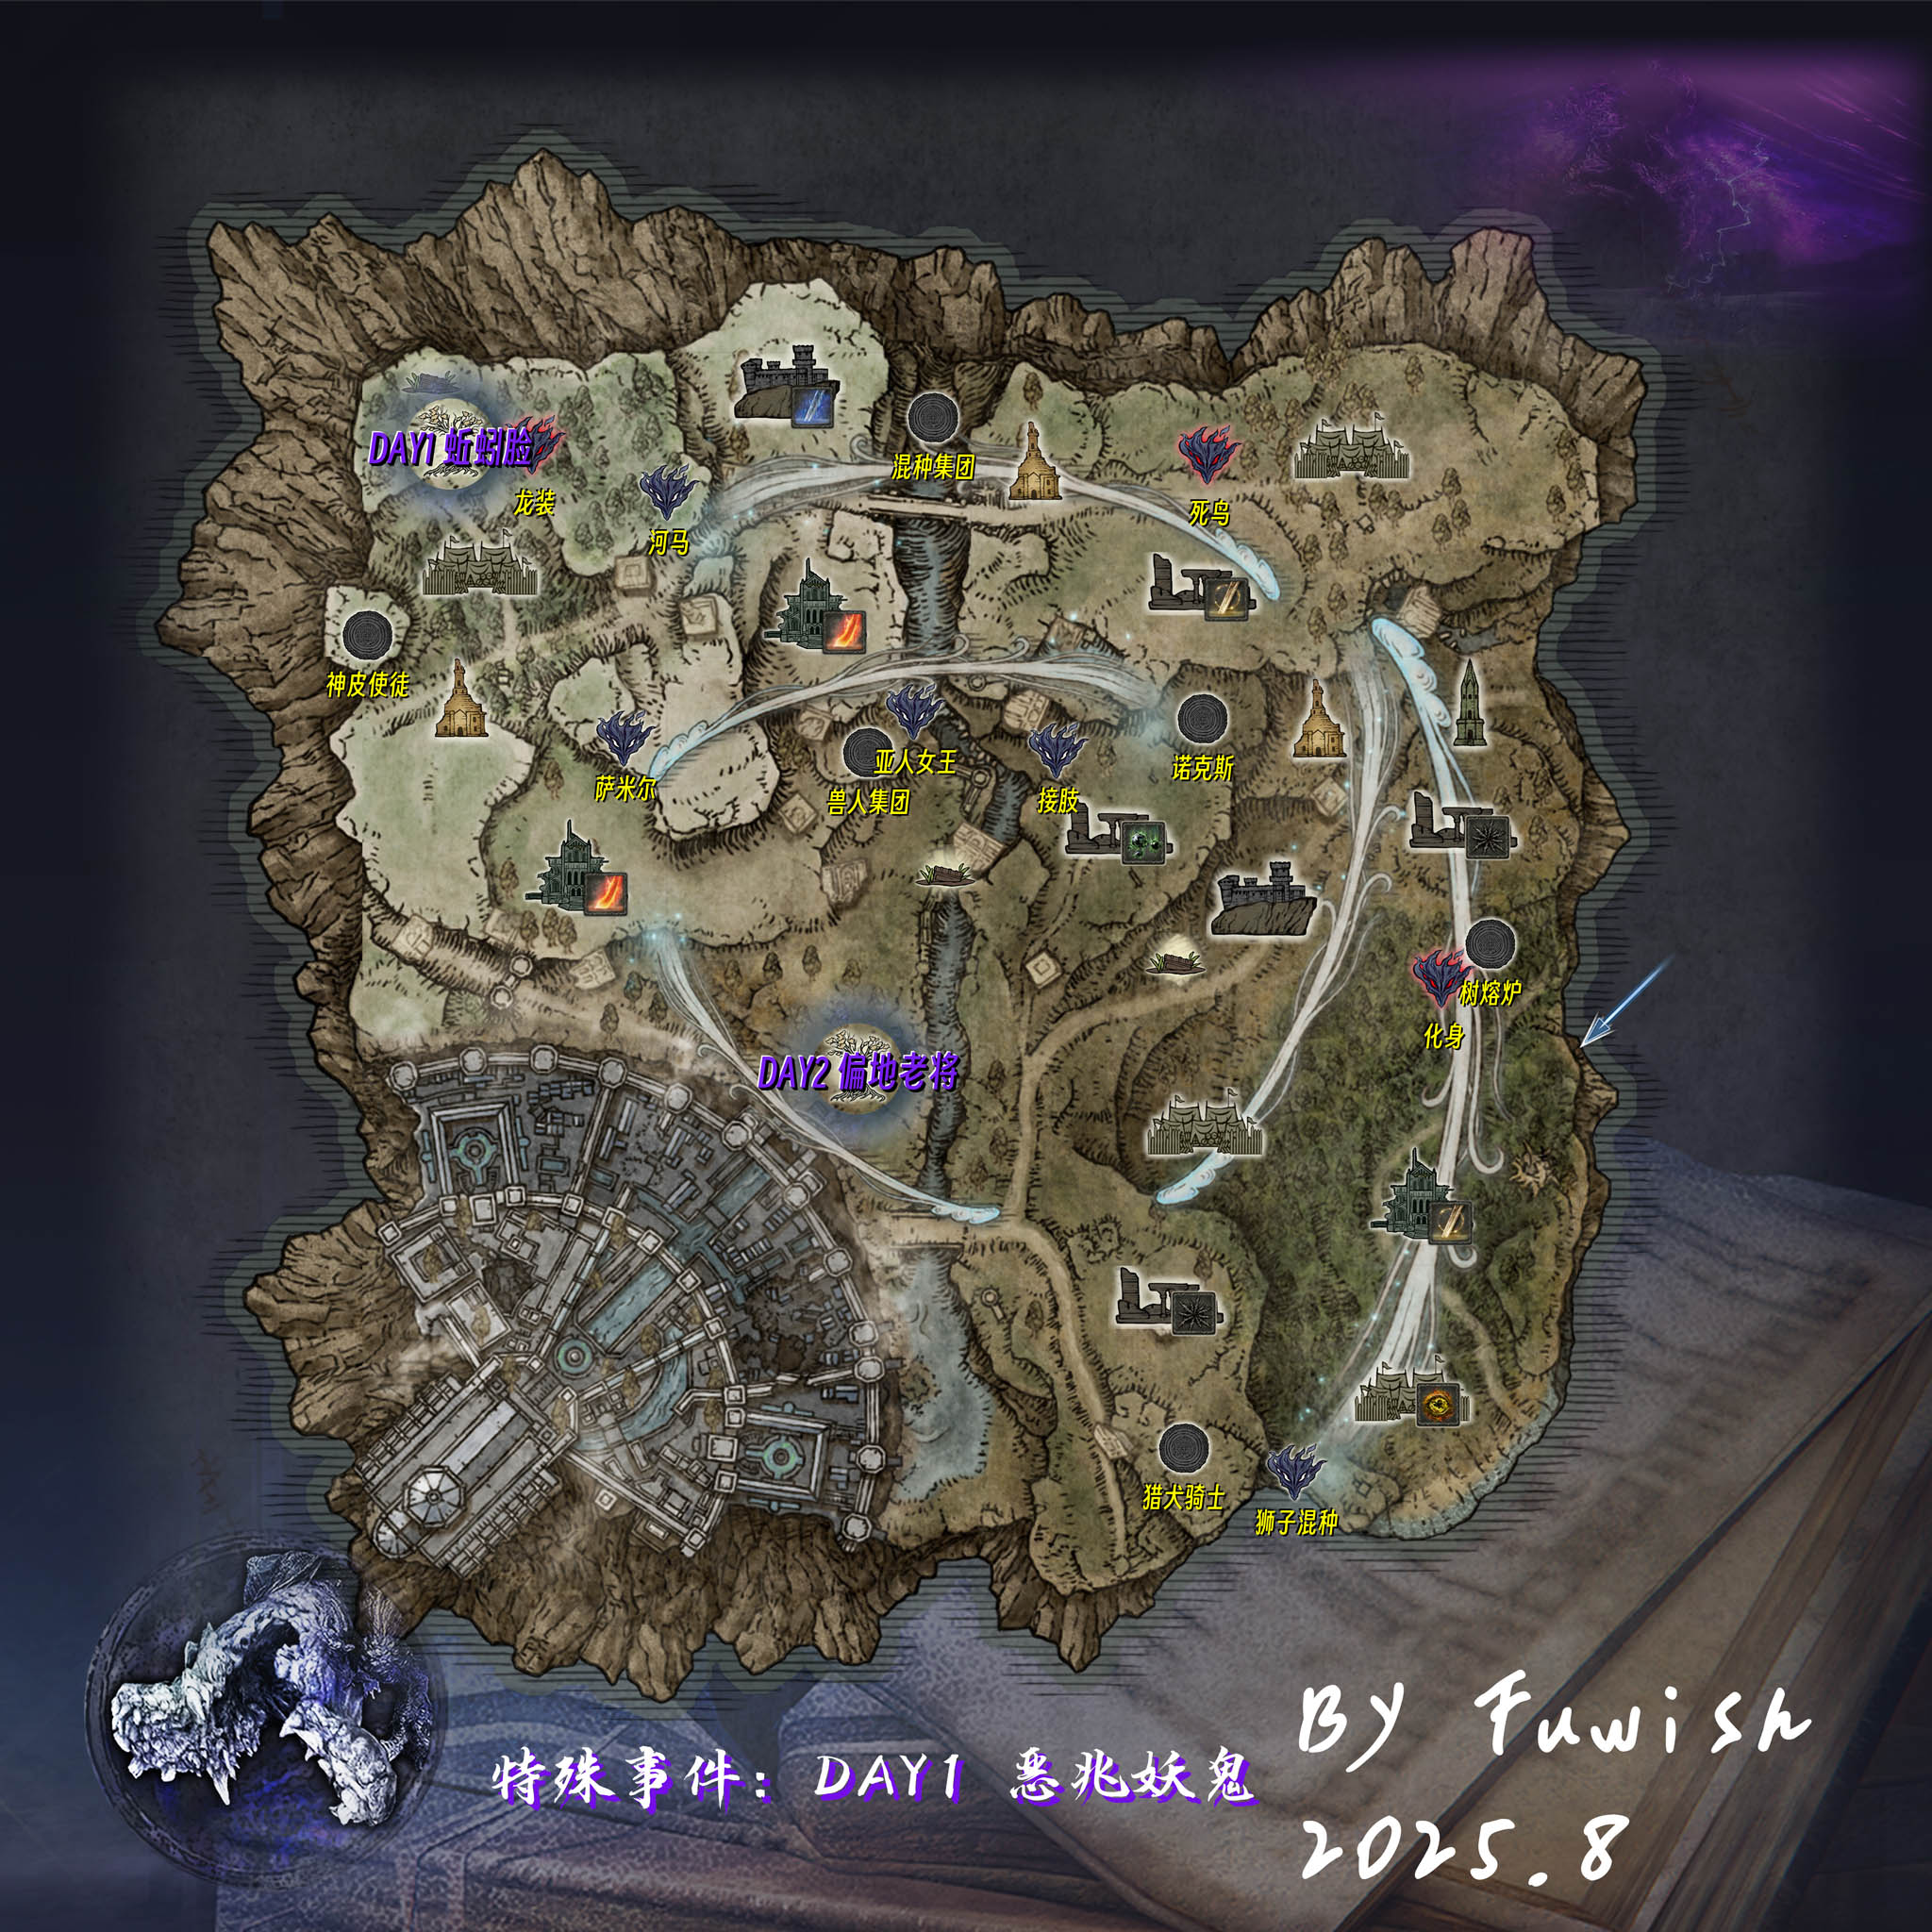 混种集团
DAY1 蚯蚓脸
龙装
死鸟
河马
神皮使徒
亚人女王
诺克斯
萨米尔
兽人集团
接肢
树熔炉
化身
DAY2 偏地老将
猎犬骑士
狮子混种
特殊事件: DAY1 恶兆妖鬼
By Fuwish
2025.8